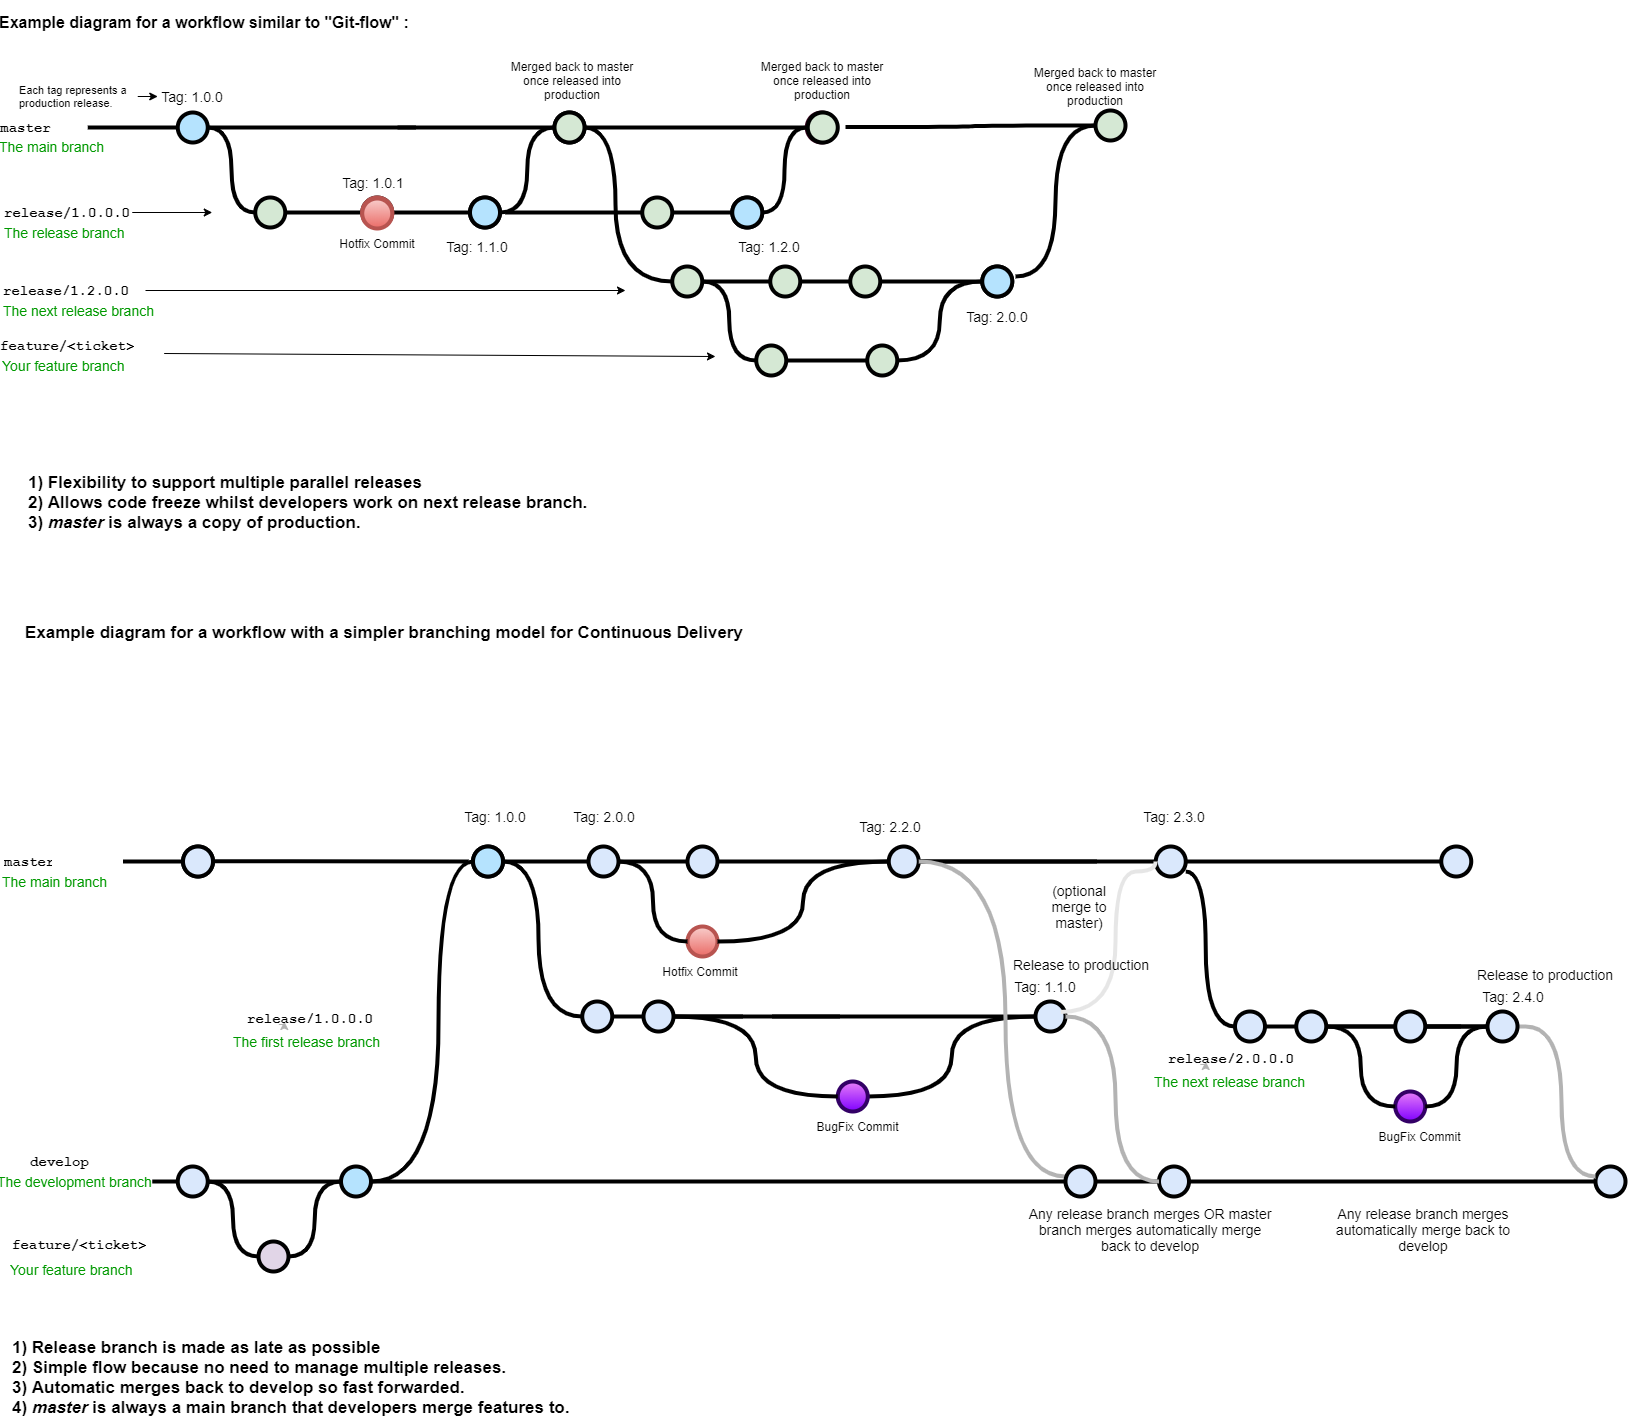 Example diagram for a workflow similar to "Git-flow" :
Merged back to master
once released into
production
Merged back to master
once released into
production
Merged back to master
once released into
production
Each tag represents a
production release.
Tag: 1.0.0
master
The main branch
Tag: 1.0.1
release/1.0.0.0
The release branch
Hotfix Commit
Tag: 1.1.0
Tag: 1.2.0
release/1.2.0.0
The next release branch
Tag: 2.0.0
feature/<ticket>
Your feature branch
1) Flexibility to support multiple parallel releases
2) Allows code freeze whilst developers work on next release branch.
3) master is always a copy of production.
Example diagram for a workflow with a simpler branching model for Continuous Delivery
Tag: 1.0.0
Tag: 2.0.0
Tag: 2.2.0
Tag: 2.3.0
master
The main branch
(optional
merge to
master)
Hotfix Commit
Release to production
Tag: 1.1.0
Release to production
Tag: 2.4.0
release/1.0.0.0
The first release branch
release/2.0.0.0
The next release branch
BugFix Commit
BugFix Commit
develop
The development branch
Any release branch merges OR master
branch merges automatically merge
back to develop
Any release branch merges
automatically merge back to
develop
feature/<ticket>
Your feature branch
1) Release branch is made as late as possible
2) Simple flow because no need to manage multiple releases.
3) Automatic merges back to develop so fast forwarded.
4) master is always a main branch that developers merge features to.